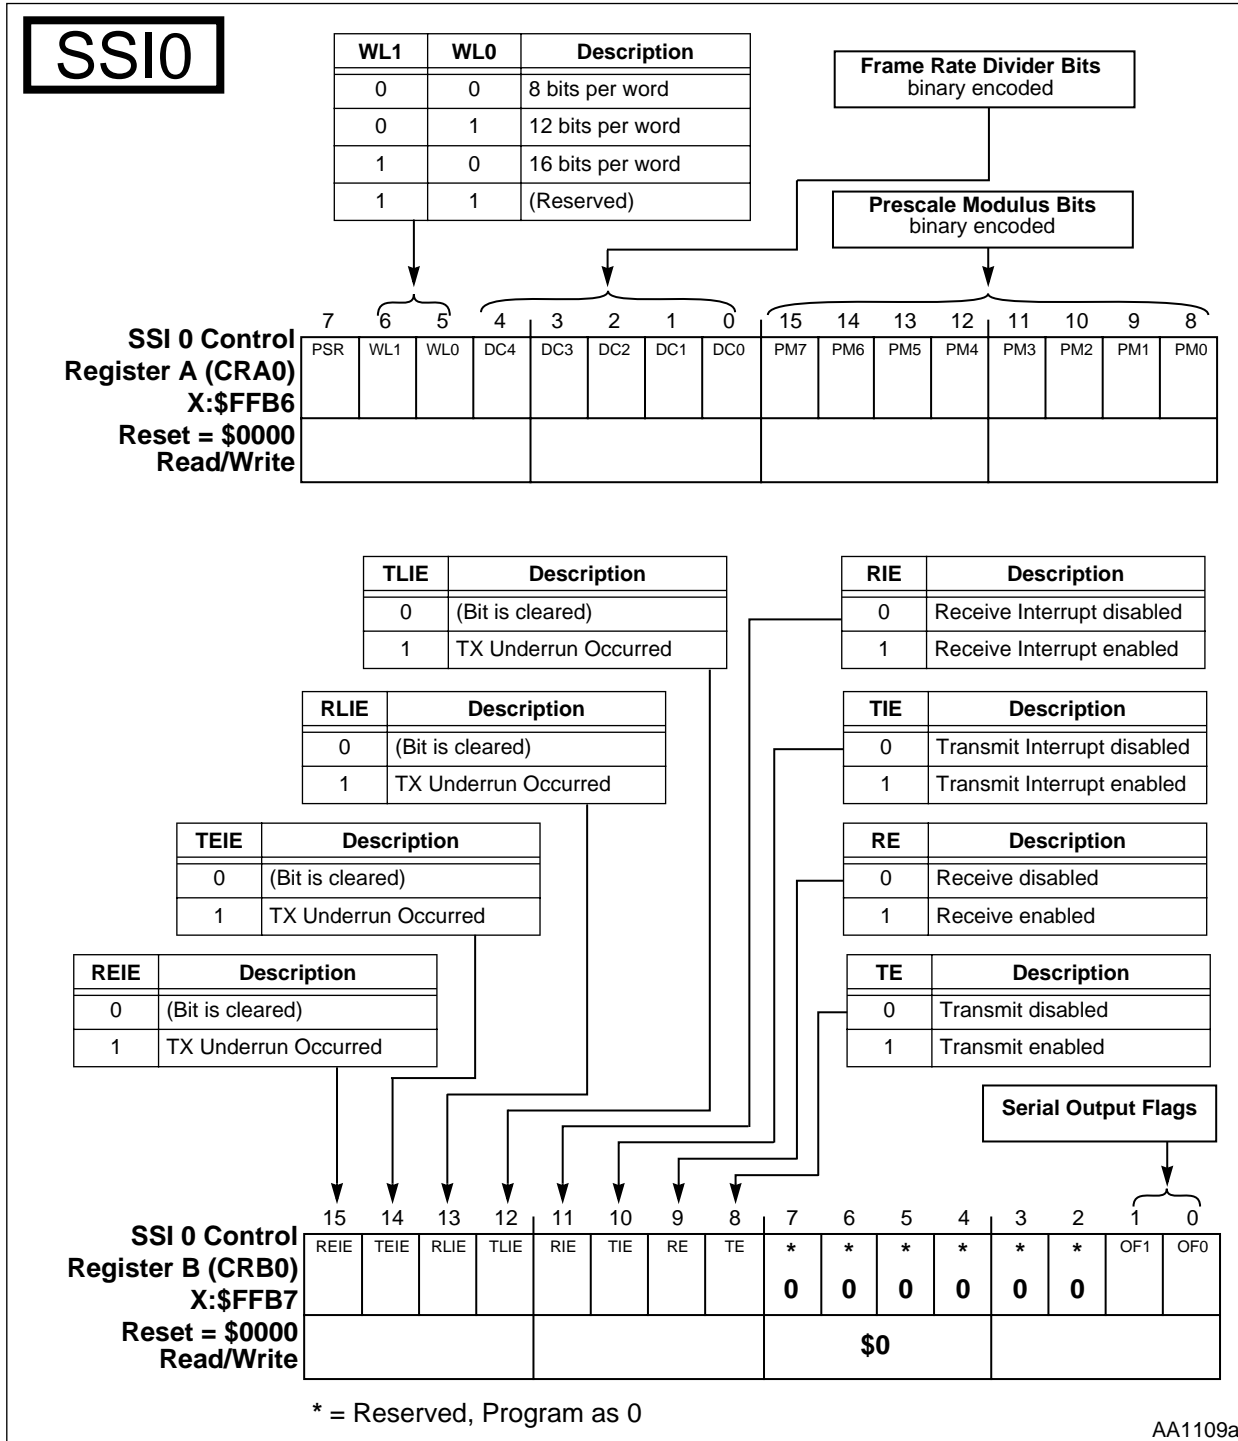 SSI0
WL1 WL0 Description
0 0 8 bits per word
0 1 12 bits per word
1 0 16 bits per word
1 1 (Reserved)
Frame Rate Divider Bits
binary encoded
Prescale Modulus Bits
binary encoded
7 6 5 4 3 2 1 0 15 14 13 12 11 10 9 8
PSR WL1 WL0 DC4 DC3 DC2 DC1 DC0 PM7 PM6 PM5 PM4 PM3 PM2 PM1 PM0
SSI 0 Control
Register A (CRA0)
X:$FFB6
Reset = $0000
Read/Write
TLIE Description
0 (Bit is cleared)
1 TX Underrun Occurred
RIE Description
0 Receive Interrupt disabled
1 Receive Interrupt enabled
RLIE Description
0 (Bit is cleared)
1 TX Underrun Occurred
TIE Description
0 Transmit Interrupt disabled
1 Transmit Interrupt enabled
TEIE Description
0 (Bit is cleared)
1 TX Underrun Occurred
RE Description
0 Receive disabled
1 Receive enabled
REIE Description
0 (Bit is cleared)
1 TX Underrun Occurred
TE Description
0 Transmit disabled
1 Transmit enabled
Serial Output Flags
15 14 13 12 11 10 9 8 7 6 5 4 3 2 1 0
REIE TEIE RLIE TLIE RIE TIE RE TE * * * * * * OF1 OF0
0 0 0 0 0 0
SSI 0 Control
Register B (CRB0)
X:$FFB7
Reset = $0000
Read/Write
$0
* = Reserved, Program as 0
AA1109a